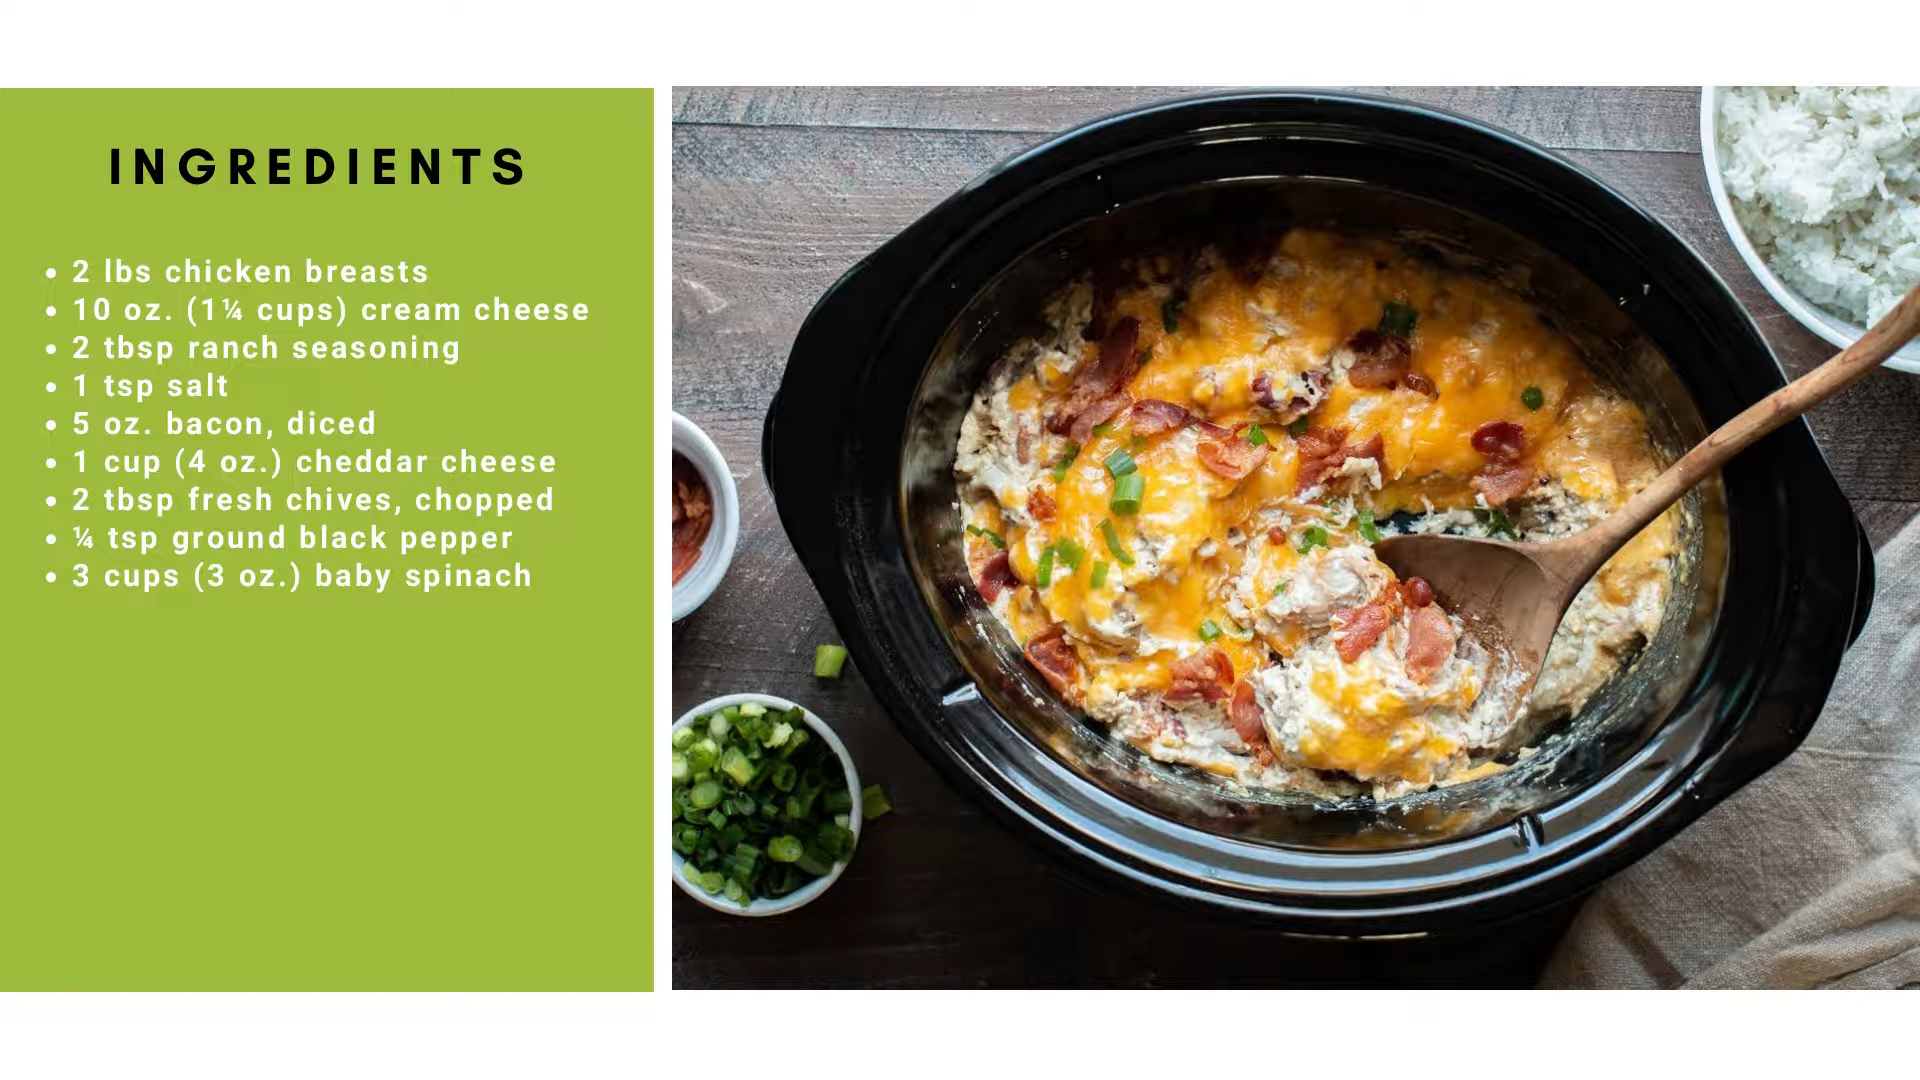 INGREDIENTS
• 2 lbs chicken breasts
• 10 oz. (1¼ cups) cream cheese
• 2 tbsp ranch seasoning
• 1 tsp salt
• 5 oz. bacon, diced
• 1 cup (4 oz.) cheddar cheese
• 2 tbsp fresh chives, chopped
• ¼ tsp ground black pepper
• 3 cups (3 oz.) baby spinach